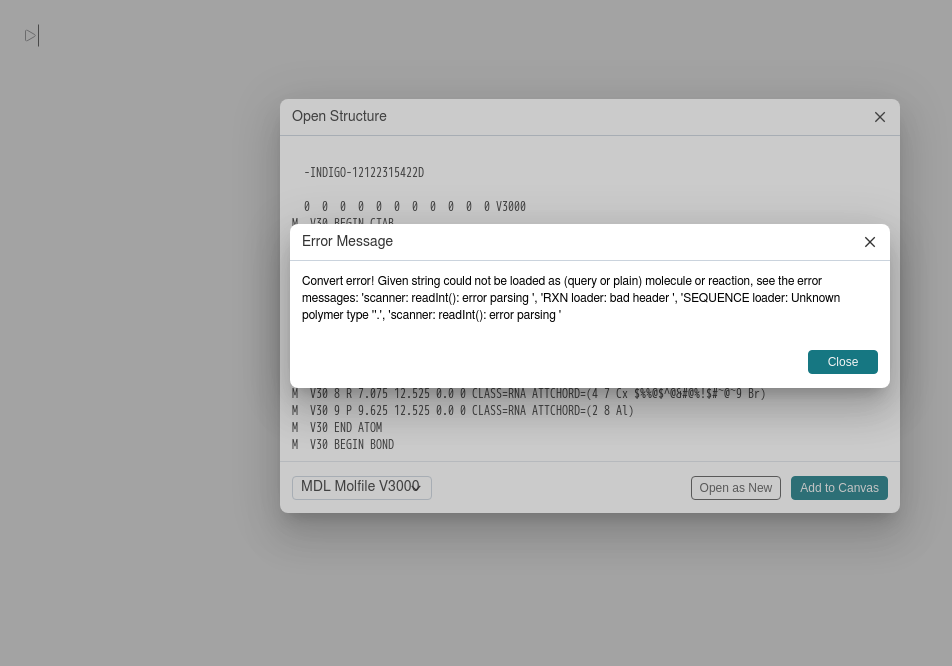 Open Structure
-INDIGO-12122315422D
0 0 0 0 0 0 0 0 0 0 0 V3000
M V30 BEGIN CTAB
Error Message
Convert error! Given string could not be loaded as (query or plain) molecule or reaction, see the error
messages: 'scanner: readInt(): error parsing ', 'RXN loader: bad header ', 'SEQUENCE loader: Unknown
polymer type ''.', 'scanner: readInt(): error parsing '
Close
M V30 8 R 7.075 12.525 0.0 0 CLASS=RNA ATTCHORD=(4 7 Cx 9 Br)
M V30 9 P 9.625 12.525 0.0 0 CLASS=RNA ATTCHORD=(2 8 Al)
M V30 END ATOM
M V30 BEGIN BOND
MDL Molfile V3000
Open as New
Add to Canvas